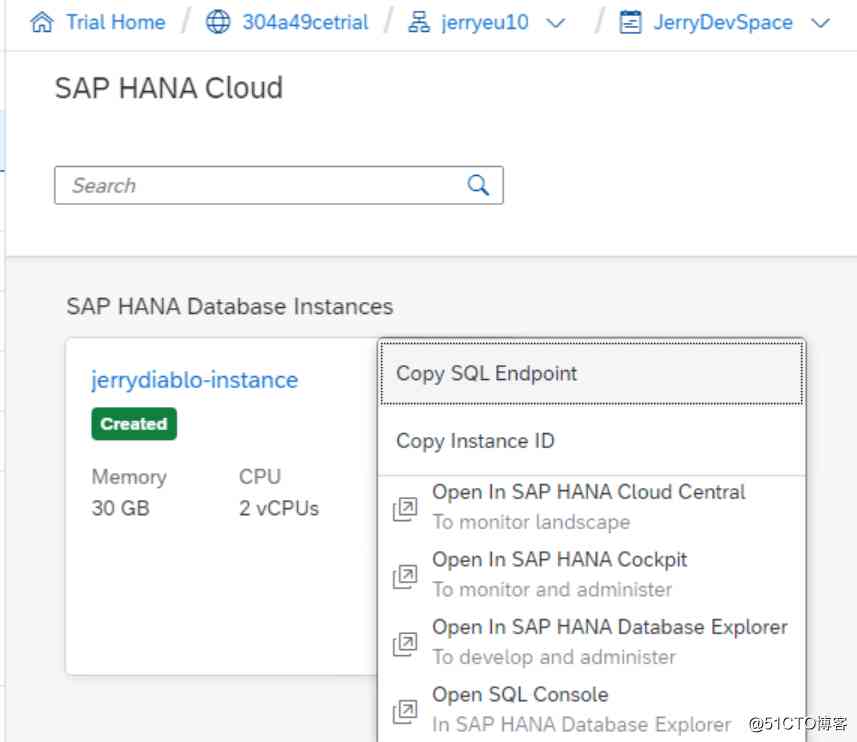 Trial Home / 304a49cetrial / jerryeu10 / JerryDevSpace
SAP HANA Cloud
Search
SAP HANA Database Instances
jerrydiablo-instance
Created
Memory CPU
30 GB 2 vCPUs
Copy SQL Endpoint
Copy Instance ID
Open In SAP HANA Cloud Central
To monitor landscape
Open In SAP HANA Cockpit
To monitor and administer
Open In SAP HANA Database Explorer
To develop and administer
Open SQL Console
In SAP HANA Database Explorer
@51CTO博客